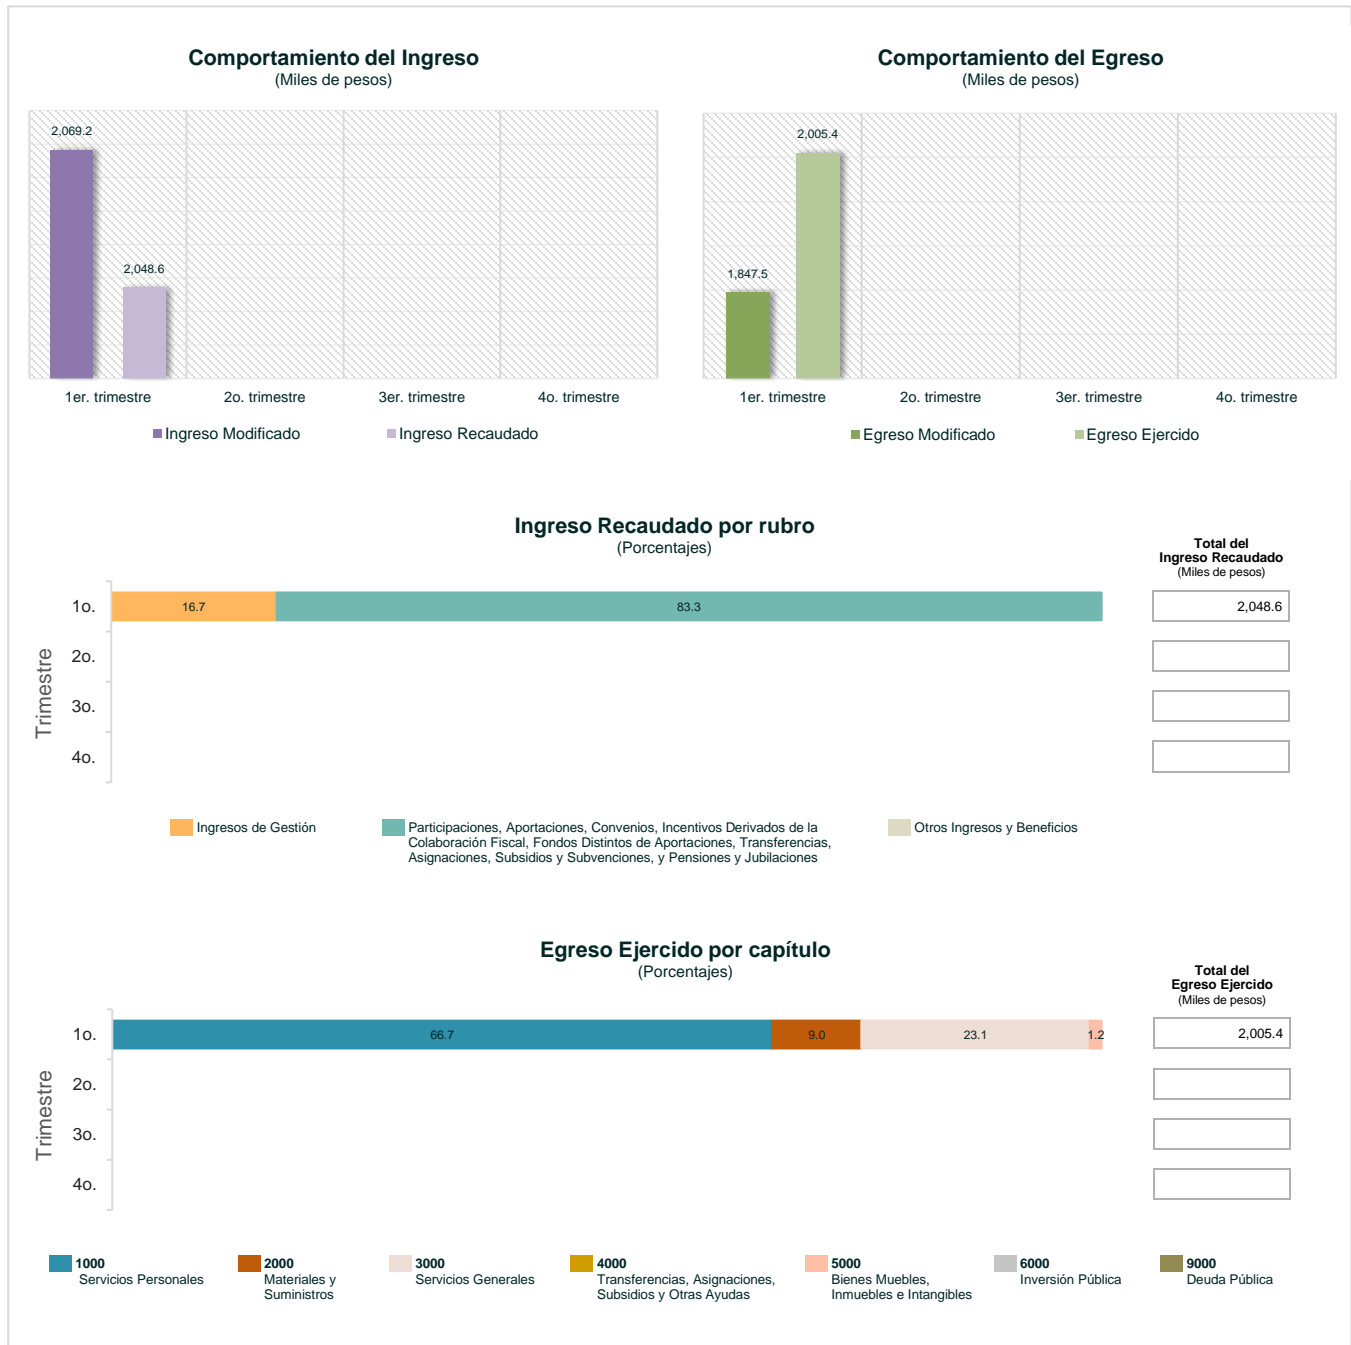 Comportamiento del Ingreso
(Miles de pesos)
2,069.2
2,048.6
1er. trimestre
2o. trimestre
3er. trimestre
4o. trimestre
Ingreso Modificado
Ingreso Recaudado
Comportamiento del Egreso
(Miles de pesos)
2,005.4
1,847.5
1er. trimestre
2o. trimestre
3er. trimestre
4o. trimestre
Egreso Modificado
Egreso Ejercido
Ingreso Recaudado por rubro
(Porcentajes)
Total del
Ingreso Recaudado
(Miles de pesos)
Trimestre
1o.
16.7
83.3
2,048.6
2o.
3o.
4o.
Ingresos de Gestión
Participaciones, Aportaciones, Convenios, Incentivos Derivados de la
Colaboración Fiscal, Fondos Distintos de Aportaciones, Transferencias,
Asignaciones, Subsidios y Subvenciones, y Pensiones y Jubilaciones
Otros Ingresos y Beneficios
Egreso Ejercido por capítulo
(Porcentajes)
Total del
Egreso Ejercido
(Miles de pesos)
Trimestre
1o.
66.7
9.0
23.1
1.2
2,005.4
2o.
3o.
4o.
1000
Servicios Personales
2000
Materiales y
Suministros
3000
Servicios Generales
4000
Transferencias, Asignaciones,
Subsidios y Otras Ayudas
5000
Bienes Muebles,
Inmuebles e Intangibles
6000
Inversión Pública
9000
Deuda Pública